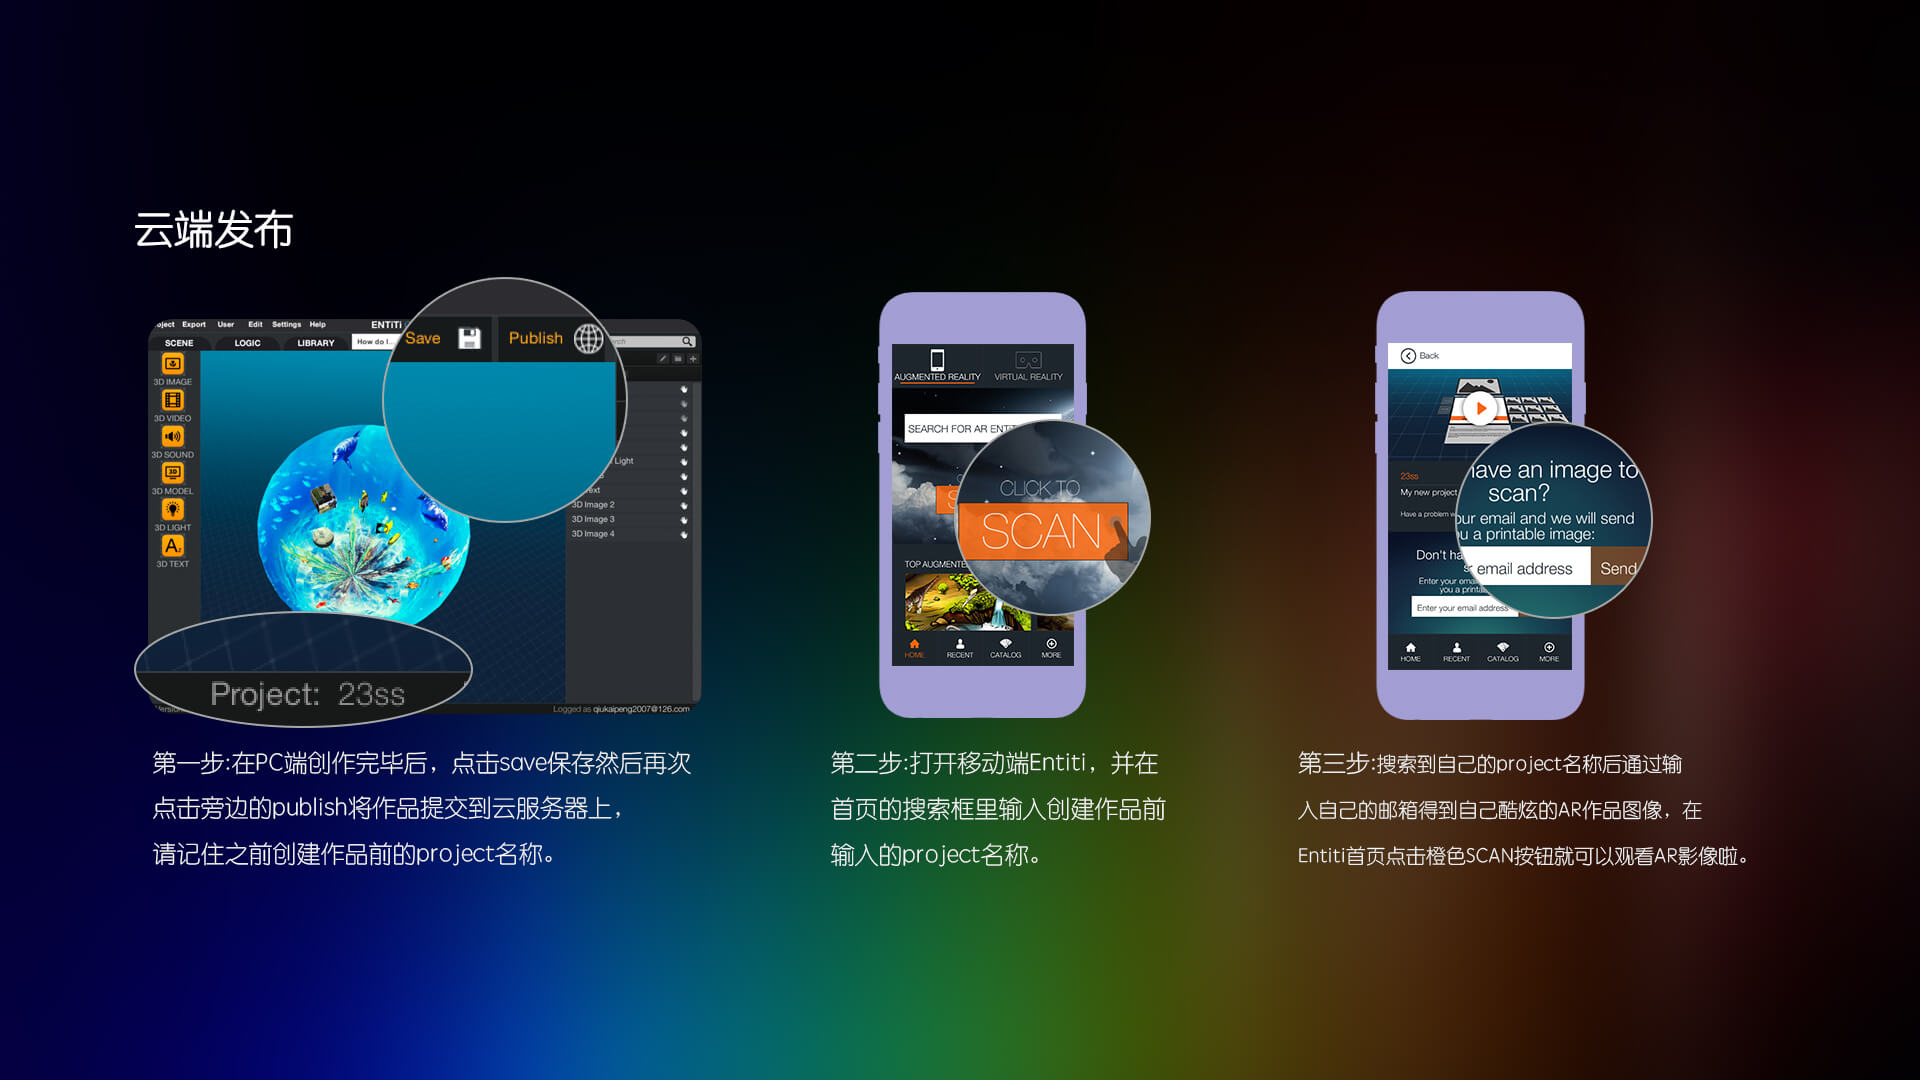 云端发布
Export User Edit Settings Help ENTiTi
SCENE LOGIC LIBRARY How do I...
Save Publish
3D IMAGE
3D VIDEO
3D SOUND
3D MODEL
3D LIGHT
3D TEXT
Light
3D Image 2
3D Image 3
3D Image 4
Project: 23ss
Logged as qiukaipeng2007@126.com
第一步:在PC端创作完毕后，点击save保存然后再次
点击旁边的publish将作品提交到云服务器上，
请记住之前创建作品前的project名称。
AUGMENTED REALITY VIRTUAL REALITY
SEARCH FOR AR
CLICK TO
SCAN
TOP
HOME RECENT CATALOG MORE
第二步:打开移动端Entiti，并在
首页的搜索框里输入创建作品前
输入的project名称。
Back
23ss
My new project
Have a problem
have an image to
scan?
our email and we will send
u a printable image:
email address Send
Don't
Enter your
you a
Enter your email address
HOME RECENT CATALOG MORE
第三步:搜索到自己的project名称后通过输
入自己的邮箱得到自己酷炫的AR作品图像，在
Entiti首页点击橙色SCAN按钮就可以观看AR影像啦。